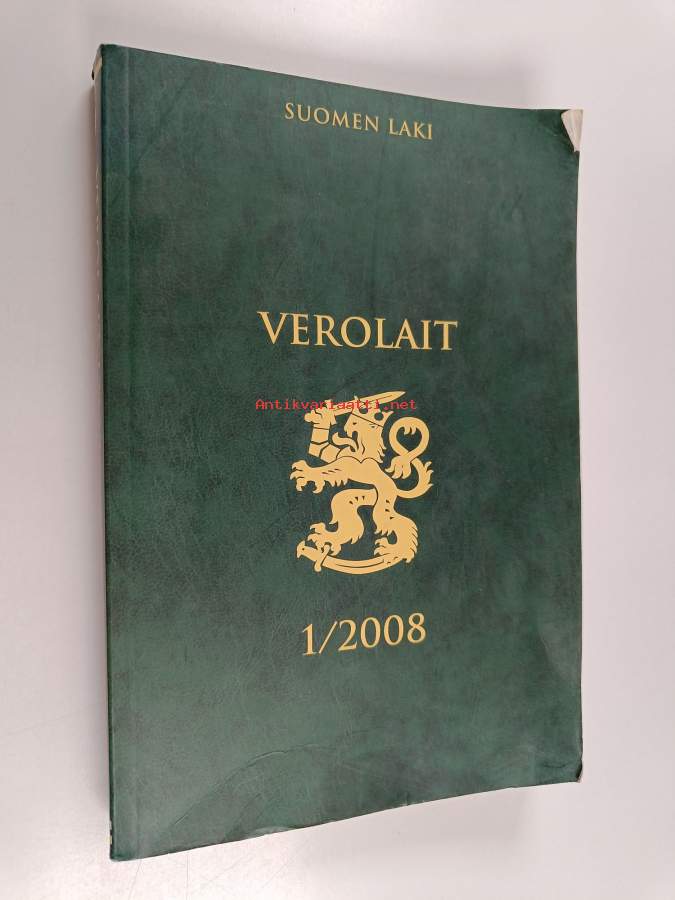 SUOMEN LAKI
VEROLAIT
Antikvariaatti.net
1/2008